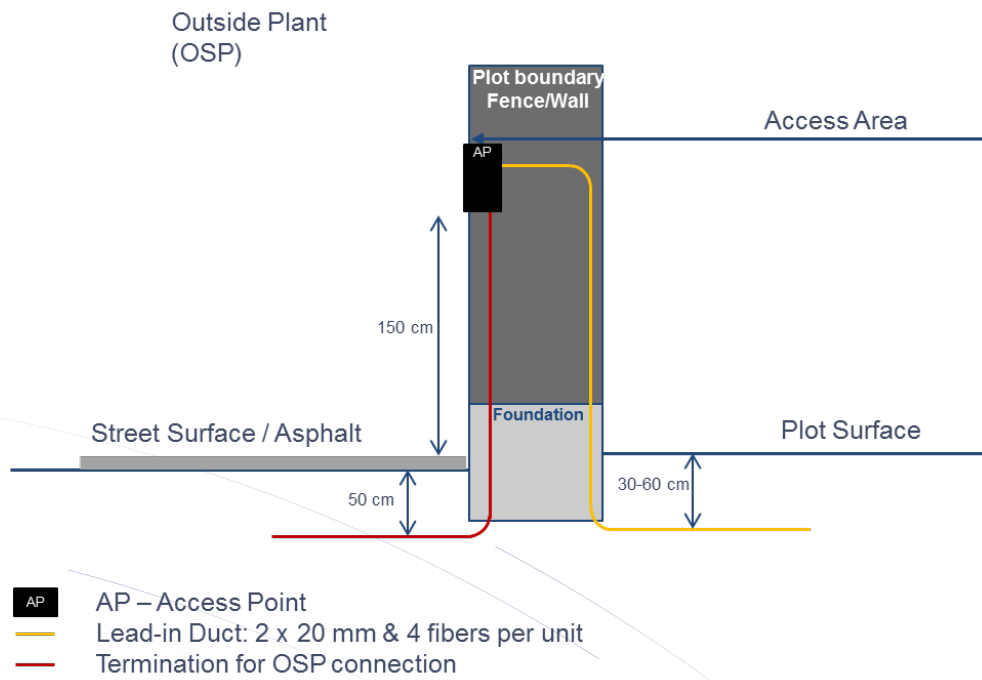 Outside Plant
(OSP)
Plot boundary
Fence/Wall
Access Area
AP
150 cm
Foundation
Street Surface / Asphalt
Plot Surface
50 cm
30-60 cm
AP
AP – Access Point
Lead-in Duct: 2 x 20 mm & 4 fibers per unit
Termination for OSP connection